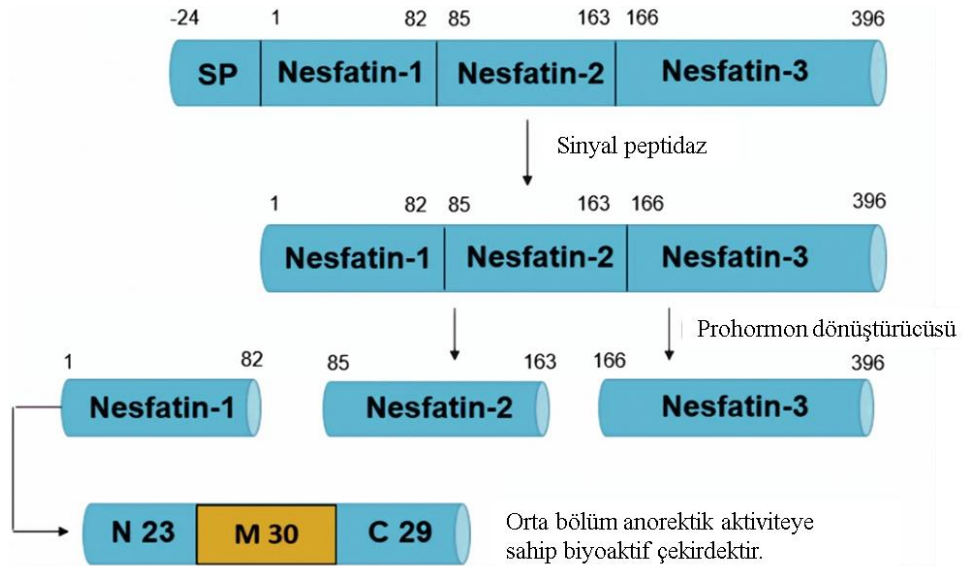 -24 1 82 85 163 166 396
SP Nesfatin-1 Nesfatin-2 Nesfatin-3
Sinyal peptidaz
1 82 85 163 166 396
Nesfatin-1 Nesfatin-2 Nesfatin-3
Prohormon dönüştürücüsü
1 82 85 163 166 396
Nesfatin-1 Nesfatin-2 Nesfatin-3
N 23 M 30 C 29
Orta bölüm anorektik aktiviteye
sahip biyoaktif çekirdektir.